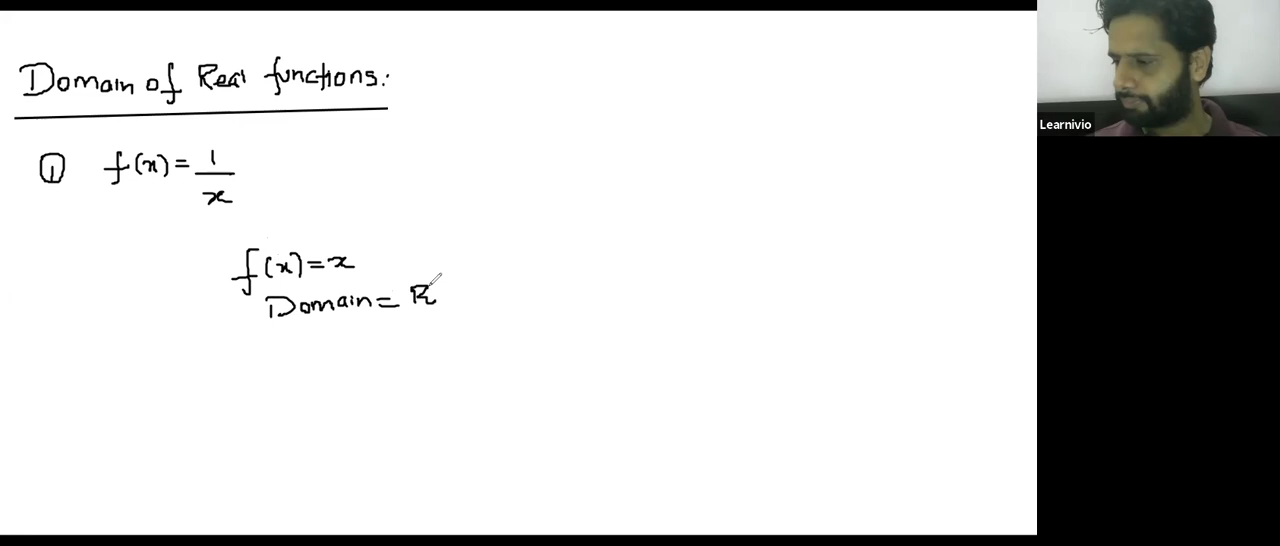 Domain of Real functions:
① f(x) = 1/x
f(x) = x
Domain = R
Learnivio